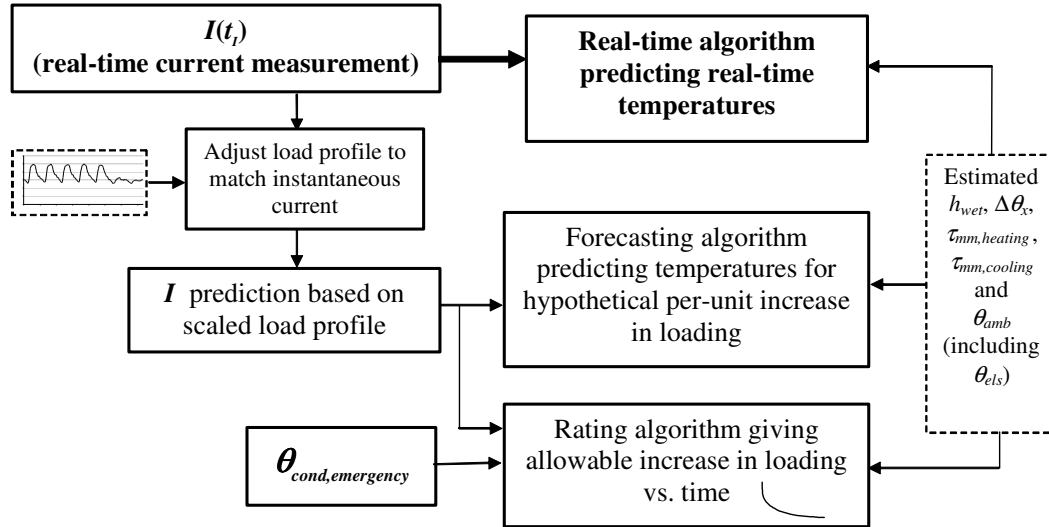 I(t_I)
(real-time current measurement)
Real-time algorithm
predicting real-time
temperatures
Adjust load profile to
match instantaneous
current
I prediction based on
scaled load profile
Forecasting algorithm
predicting temperatures for
hypothetical per-unit increase
in loading
Estimated
h_wet, Δθ_x,
τ_mm,heating,
τ_mm,cooling
and
θ_amb
(including
θ_els)
θ_cond,emergency
Rating algorithm giving
allowable increase in loading
vs. time